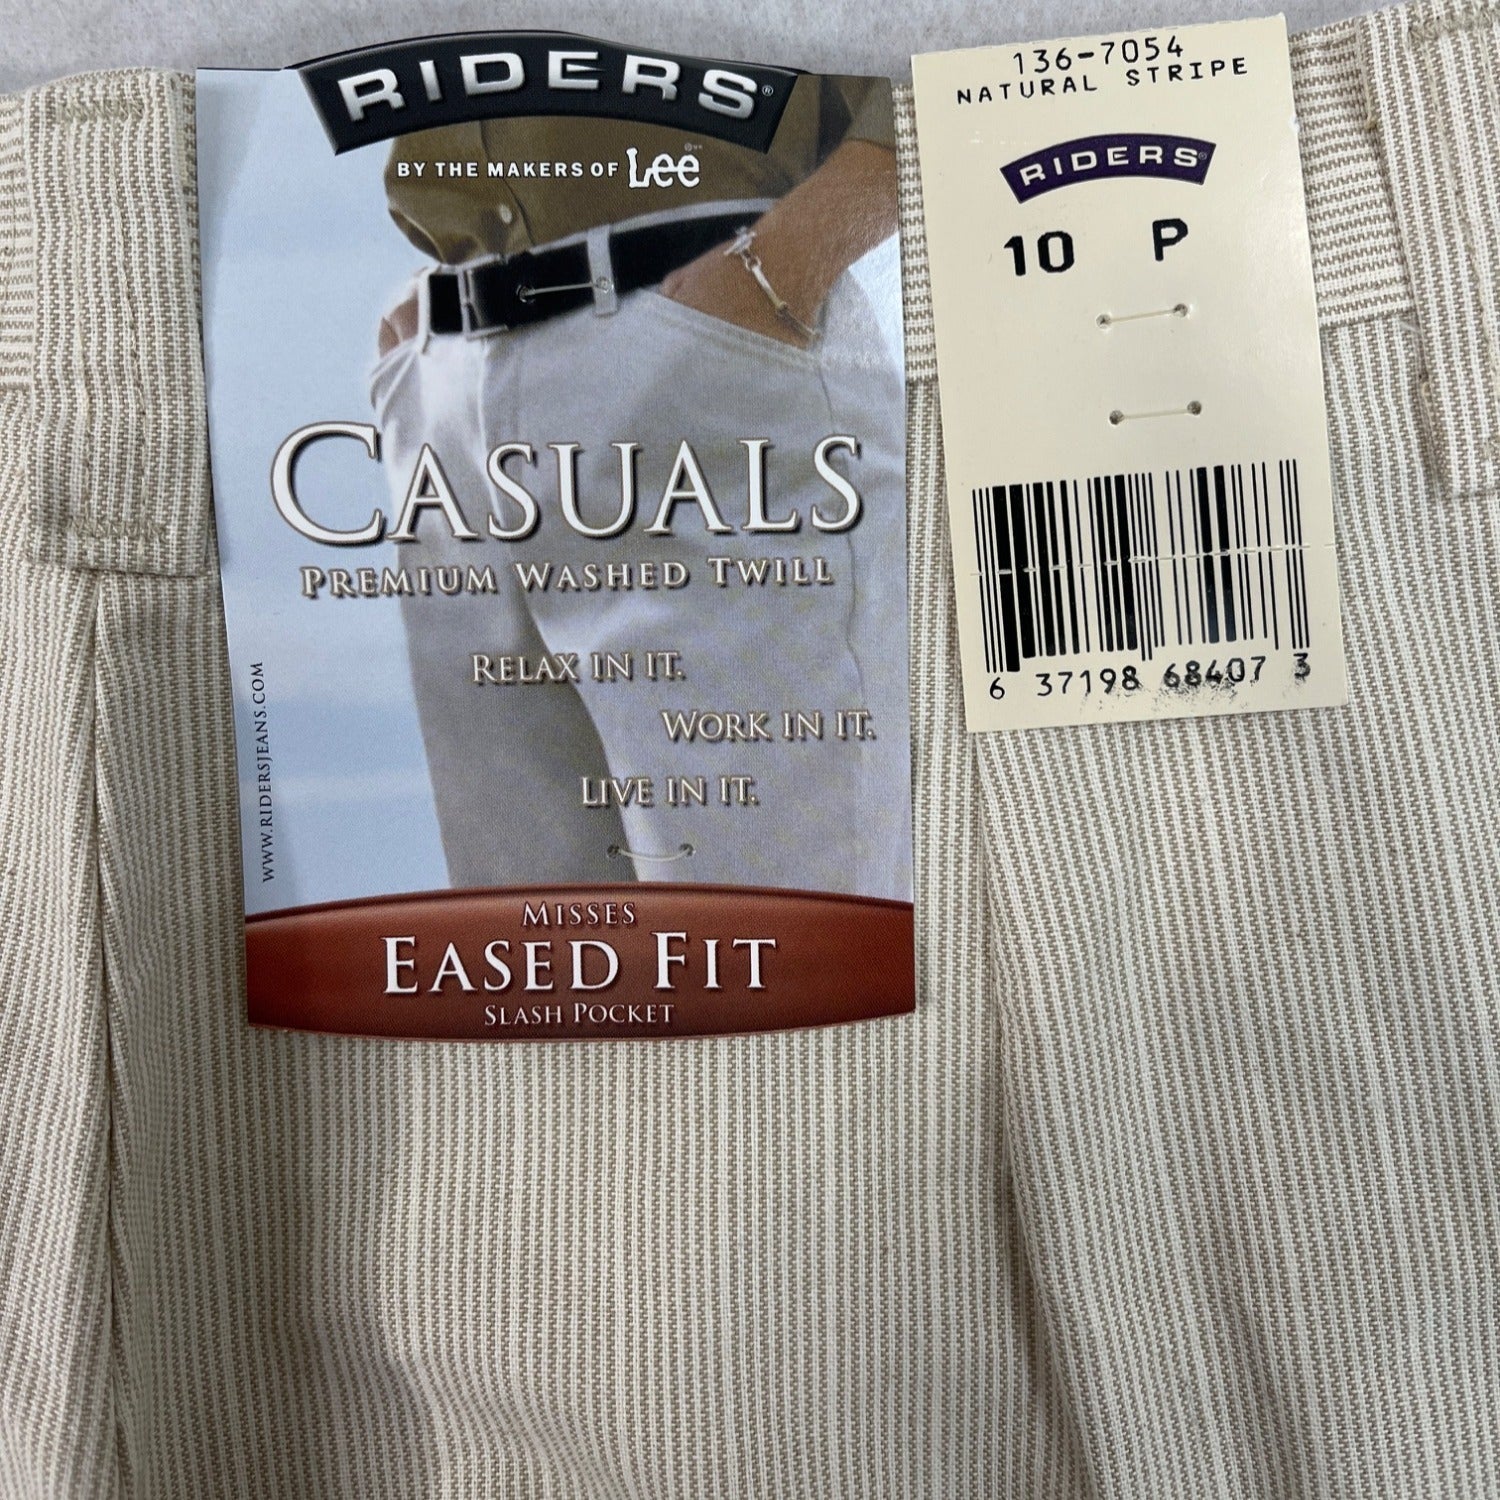 RIDERS®
BY THE MAKERS OF Lee
CASUALS
PREMIUM WASHED TWILL
RELAX IN IT.
WORK IN IT.
LIVE IN IT.
WWW.RIDERSJEANS.COM
MISSES
EASED FIT
SLASH POCKET
136-7054
NATURAL STRIPE
RIDERS®
10 P
6 37198 68407 3